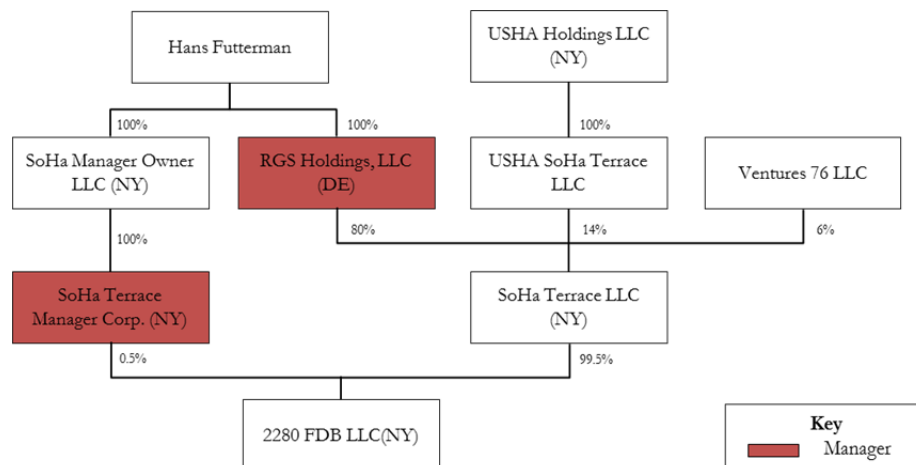 Hans Futterman
USHA Holdings LLC
(NY)
100%
100%
100%
SoHa Manager Owner
LLC (NY)
RGS Holdings, LLC
(DE)
USHA SoHa Terrace
LLC
Ventures 76 LLC
100%
80%
14%
6%
SoHa Terrace
Manager Corp. (NY)
SoHa Terrace LLC
(NY)
0.5%
99.5%
2280 FDB LLC(NY)
Key
Manager